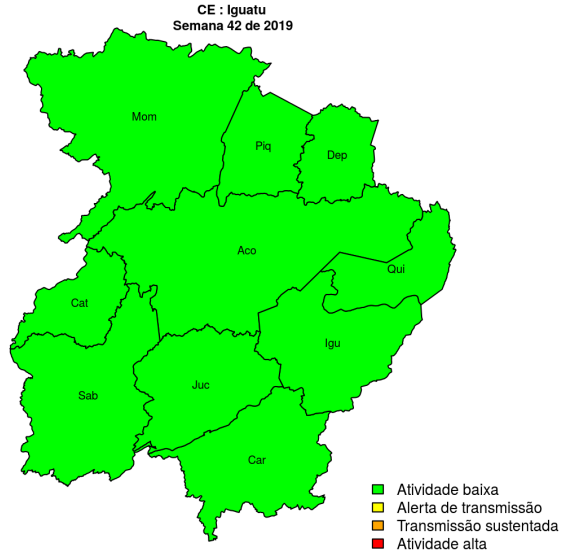 CE : Iguatu
Semana 42 de 2019
Mom
Piq
Dep
Aco
Qui
Cat
Igu
Juc
Sab
Car
Atividade baixa
Alerta de transmissão
Transmissão sustentada
Atividade alta